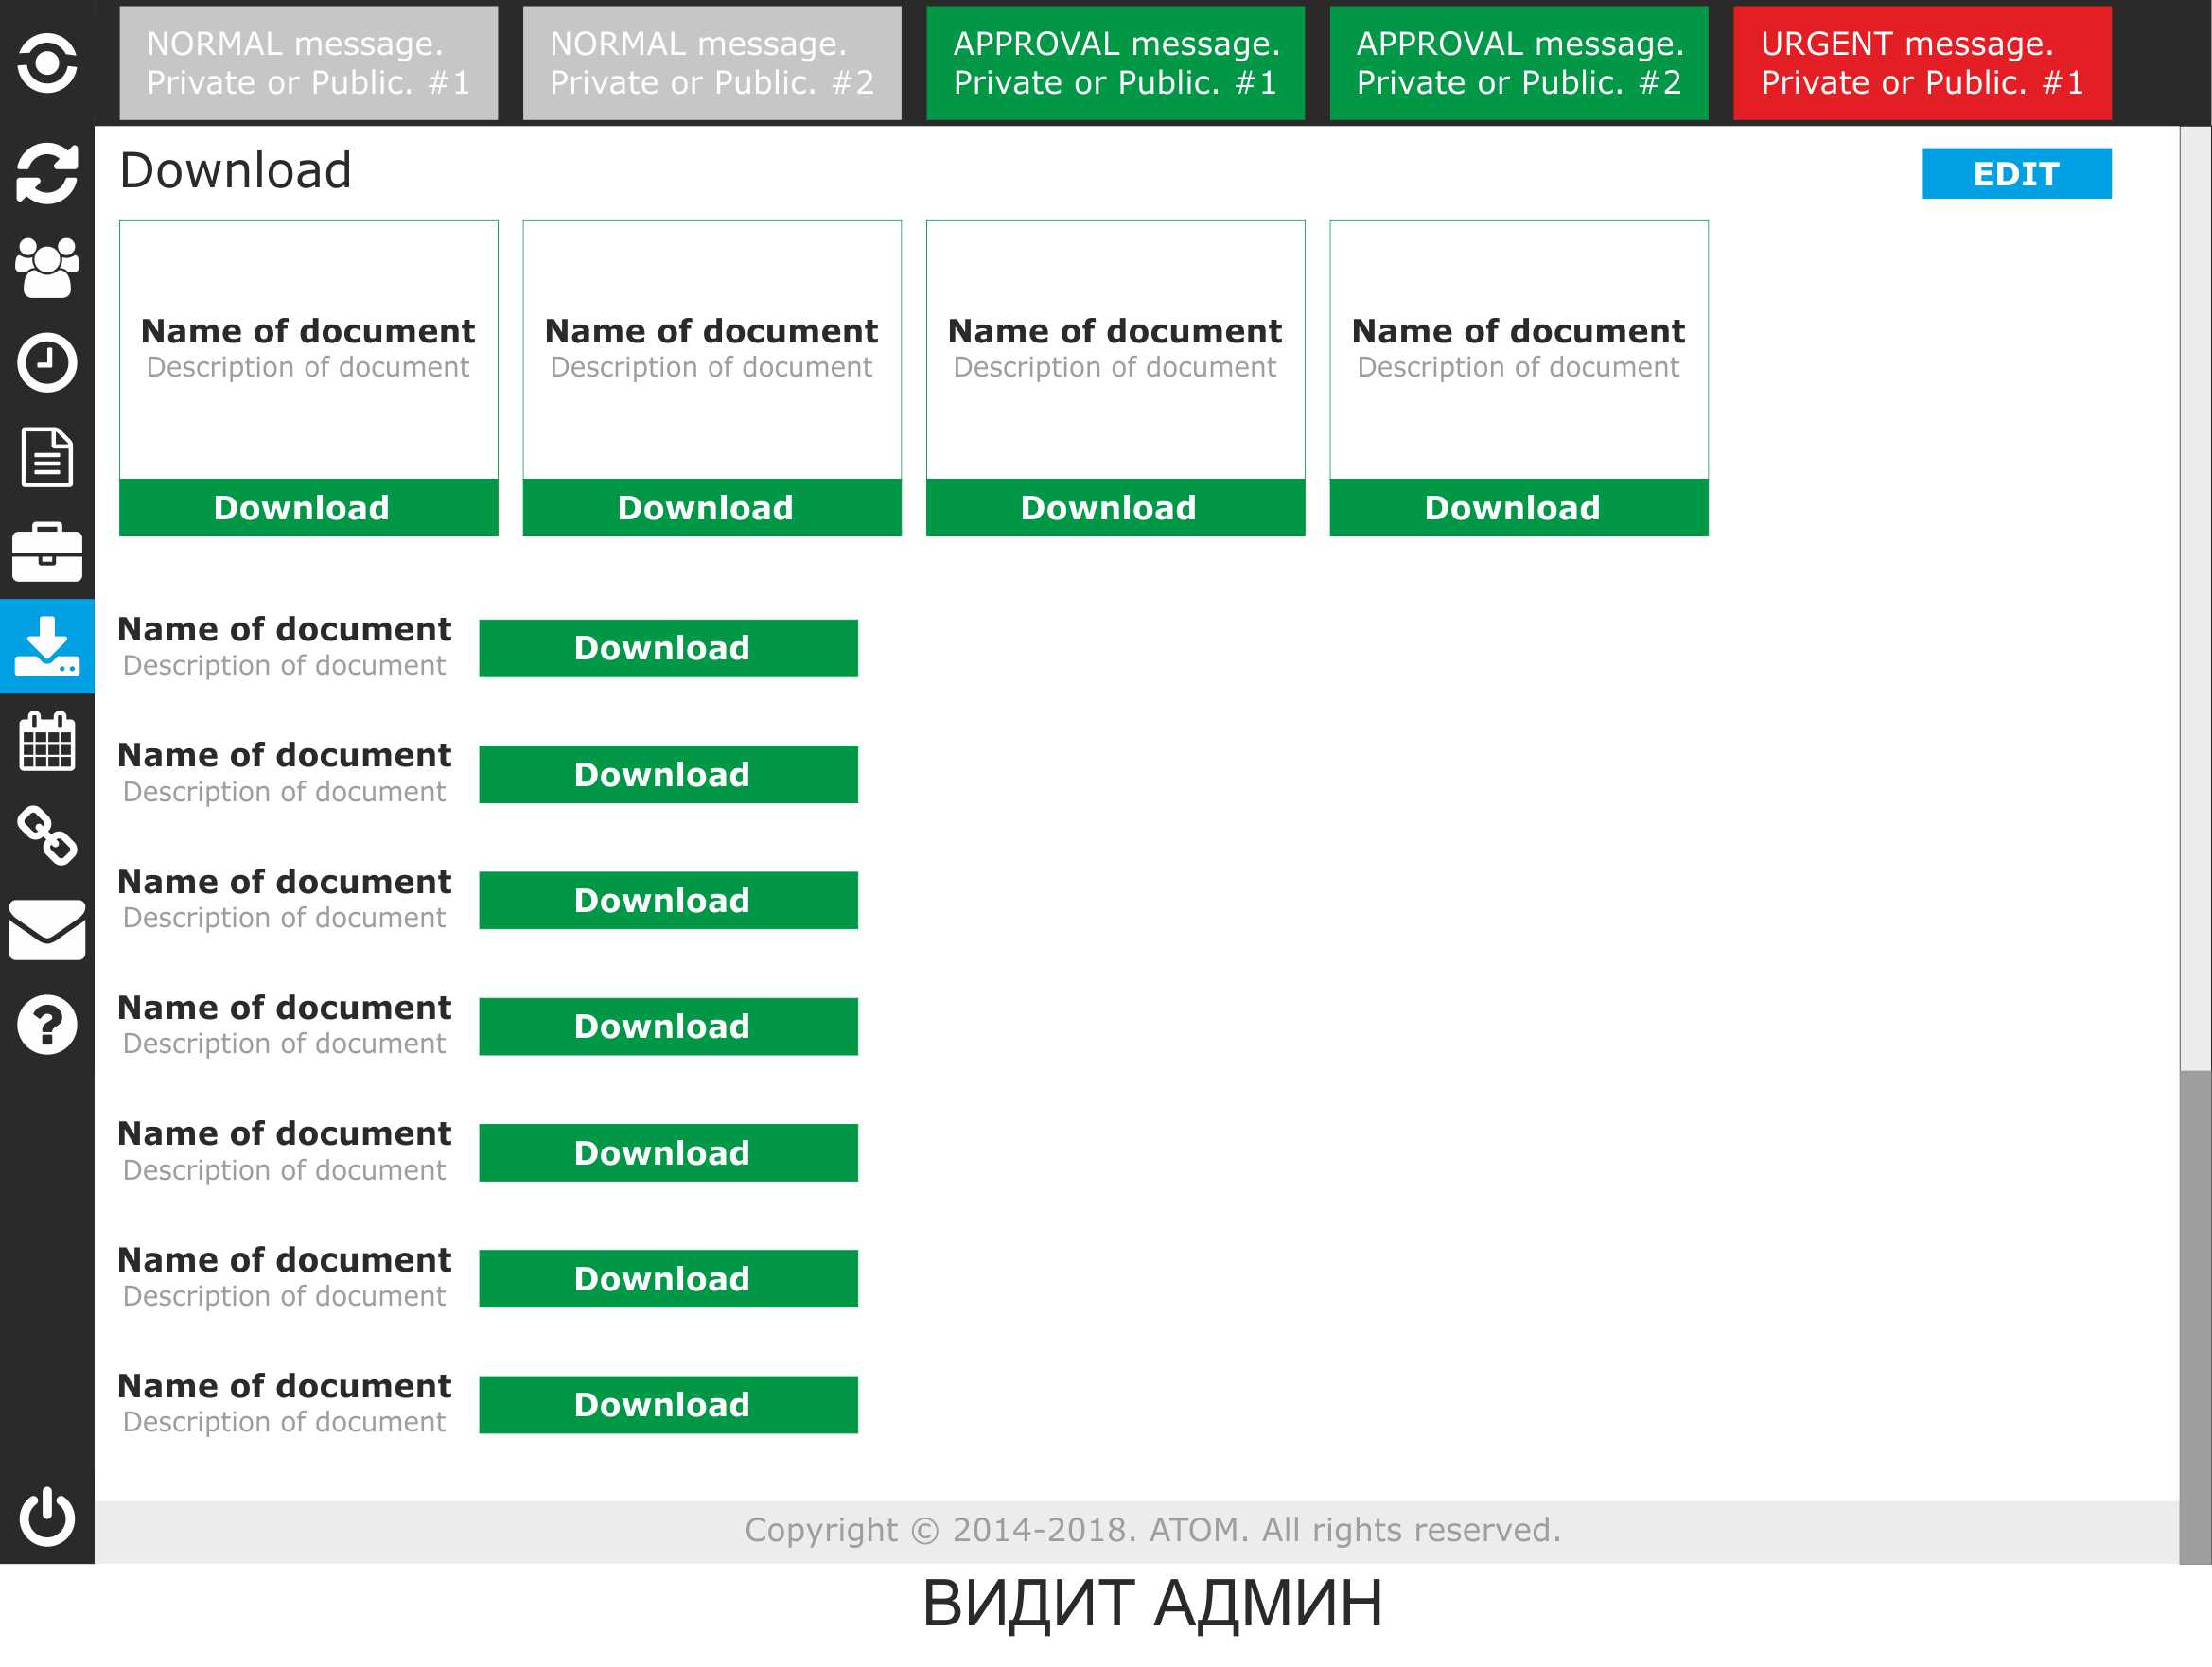 NORMAL message.
Private or Public. #1
NORMAL message.
Private or Public. #2
APPROVAL message.
Private or Public. #1
APPROVAL message.
Private or Public. #2
URGENT message.
Private or Public. #1
Download
EDIT
Name of document
Description of document
Download
Name of document
Description of document
Download
Name of document
Description of document
Download
Name of document
Description of document
Download
Name of document
Description of document
Download
Name of document
Description of document
Download
Name of document
Description of document
Download
Name of document
Description of document
Download
Name of document
Description of document
Download
Name of document
Description of document
Download
Name of document
Description of document
Download
Copyright © 2014-2018. ATOM. All rights reserved.
ВИДИТ АДМИН